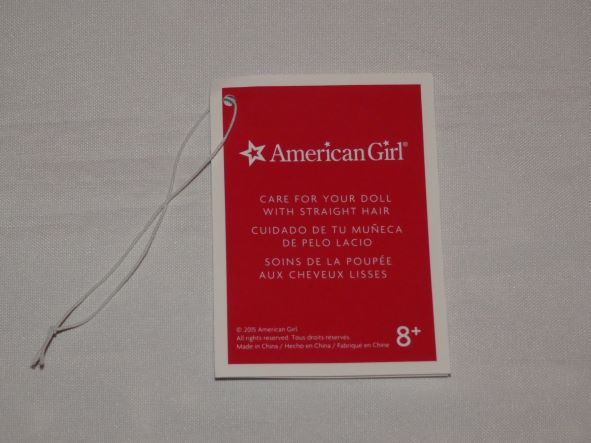 American Girl®
CARE FOR YOUR DOLL
WITH STRAIGHT HAIR
CUIDADO DE TU MUÑECA
DE PELO LACIO
SOINS DE LA POUPÉE
AUX CHEVEUX LISSES
© 2015 American Girl.
All rights reserved. Tous droits réservés.
Made in China / Hecho en China / Fabriqué en Chine
8+